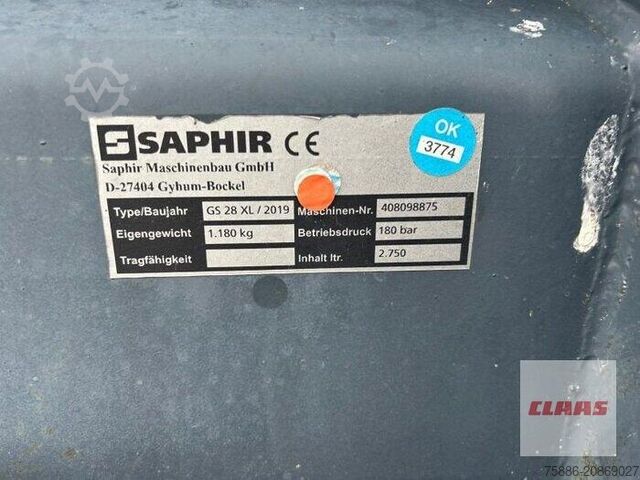 SAPHIR CE
Saphir Maschinenbau GmbH
D-27404 Gyhum-Bockel
OK
3774
Type/Baujahr GS 28 XL / 2019 Maschinen-Nr. 408098875
Eigengewicht 1.180 kg Betriebsdruck 180 bar
Tragfähigkeit Inhalt ltr. 2.750
CLAAS
75886-20869027